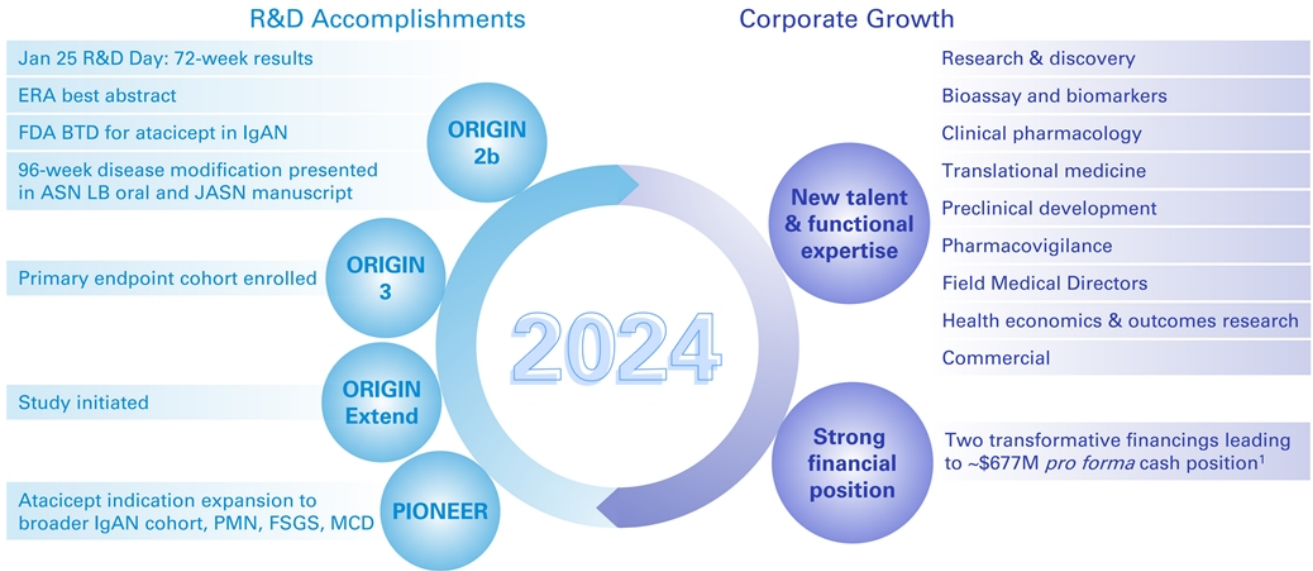 R&D Accomplishments
Jan 25 R&D Day: 72-week results
ERA best abstract
FDA BTD for atacicept in IgAN
96-week disease modification presented
in ASN LB oral and JASN manuscript
ORIGIN
2b
Primary endpoint cohort enrolled
ORIGIN
3
Study initiated
ORIGIN
Extend
Atacicept indication expansion to
broader IgAN cohort, PMN, FSGS, MCD
PIONEER
2024
Corporate Growth
New talent
& functional
expertise
Research & discovery
Bioassay and biomarkers
Clinical pharmacology
Translational medicine
Preclinical development
Pharmacovigilance
Field Medical Directors
Health economics & outcomes research
Commercial
Strong
financial
position
Two transformative financings leading
to ~$677M pro forma cash position¹